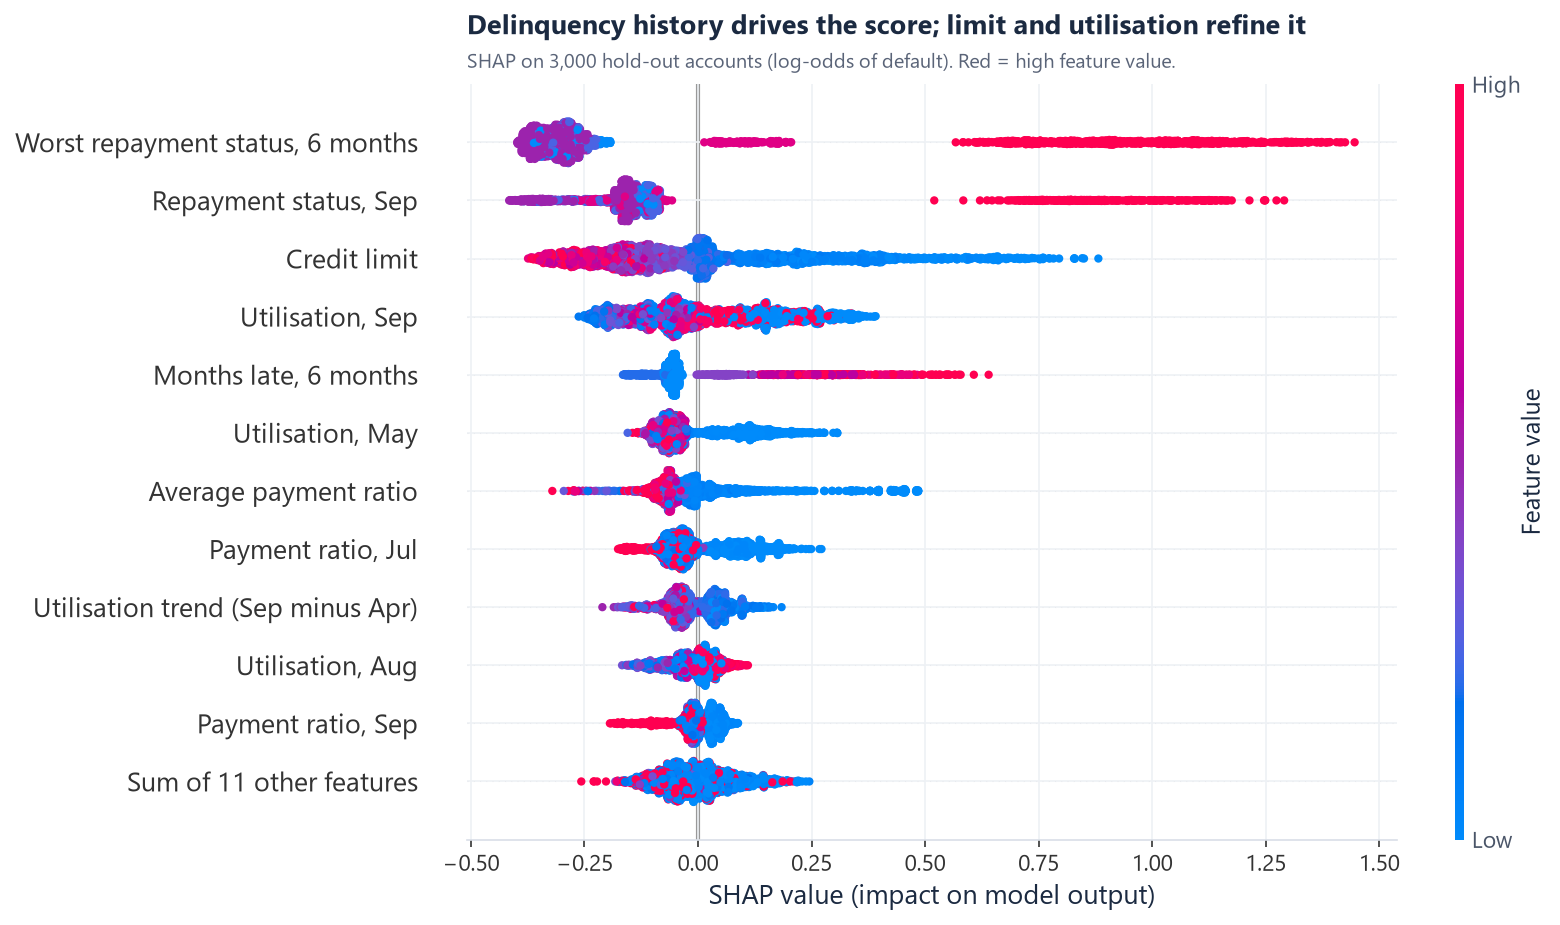 Delinquency history drives the score; limit and utilisation refine it
SHAP on 3,000 hold-out accounts (log-odds of default). Red = high feature value.
High
Worst repayment status, 6 months
Repayment status, Sep
Credit limit
Utilisation, Sep
Months late, 6 months
Utilisation, May
Average payment ratio
Payment ratio, Jul
Utilisation trend (Sep minus Apr)
Utilisation, Aug
Payment ratio, Sep
Sum of 11 other features
Feature value
Low
−0.50 −0.25 0.00 0.25 0.50 0.75 1.00 1.25 1.50
SHAP value (impact on model output)